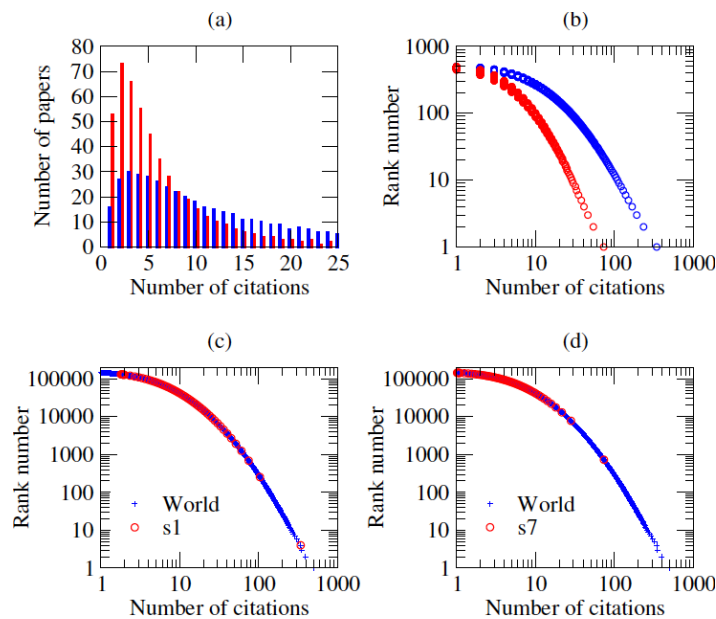 (a)
Number of papers
80
70
60
50
40
30
20
10
0
0 5 10 15 20 25
Number of citations
(b)
Rank number
1000
100
10
1
1 10 100 1000
Number of citations
(c)
Rank number
100000
10000
1000
100
10
1
World
s1
1 10 100 1000
Number of citations
(d)
Rank number
100000
10000
1000
100
10
1
World
s7
1 10 100 1000
Number of citations